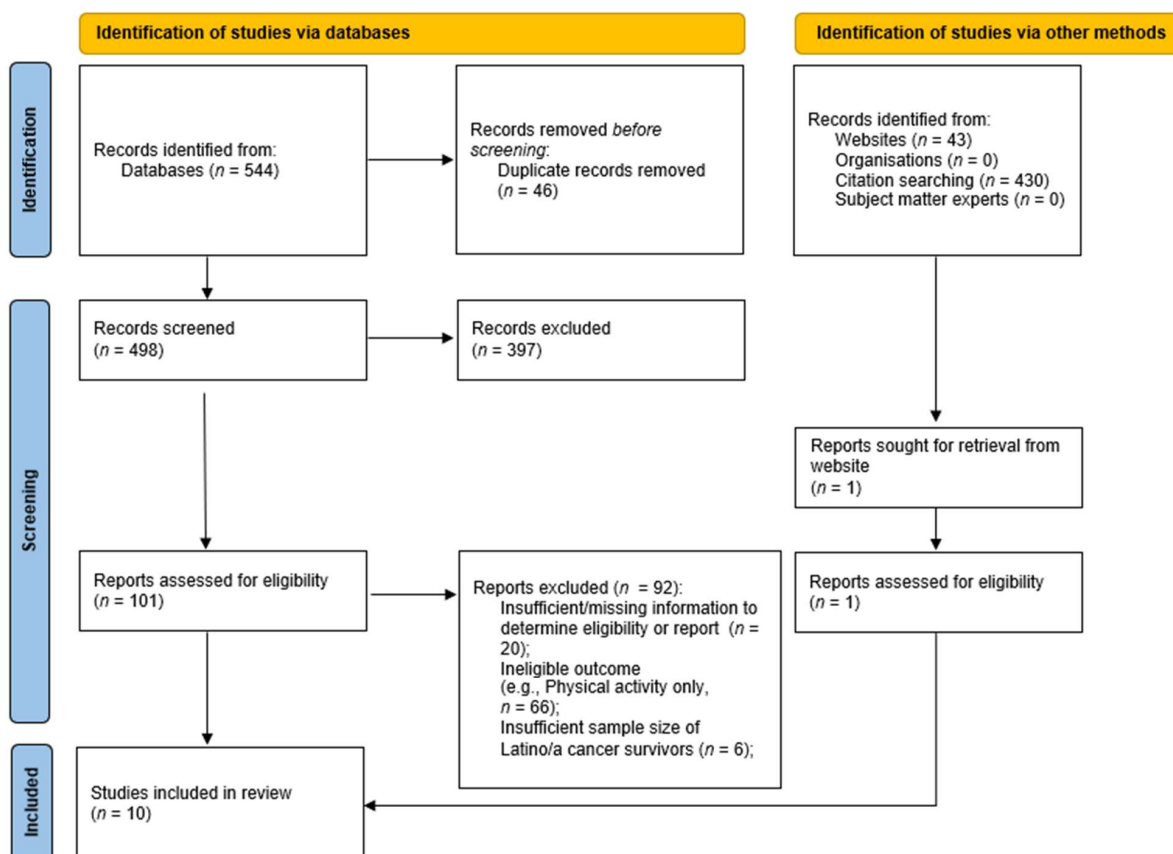 Identification of studies via databases
Identification of studies via other methods
Identification
Records identified from:
Databases (n = 544)
Records removed before
screening:
Duplicate records removed
(n = 46)
Records identified from:
Websites (n = 43)
Organisations (n = 0)
Citation searching (n = 430)
Subject matter experts (n = 0)
Screening
Records screened
(n = 498)
Records excluded
(n = 397)
Reports sought for retrieval from
website
(n = 1)
Reports assessed for eligibility
(n = 101)
Reports excluded (n = 92):
Insufficient/missing information to
determine eligibility or report (n =
20);
Ineligible outcome
(e.g., Physical activity only,
n = 66);
Insufficient sample size of
Latino/a cancer survivors (n = 6);
Reports assessed for eligibility
(n = 1)
Included
Studies included in review
(n = 10)